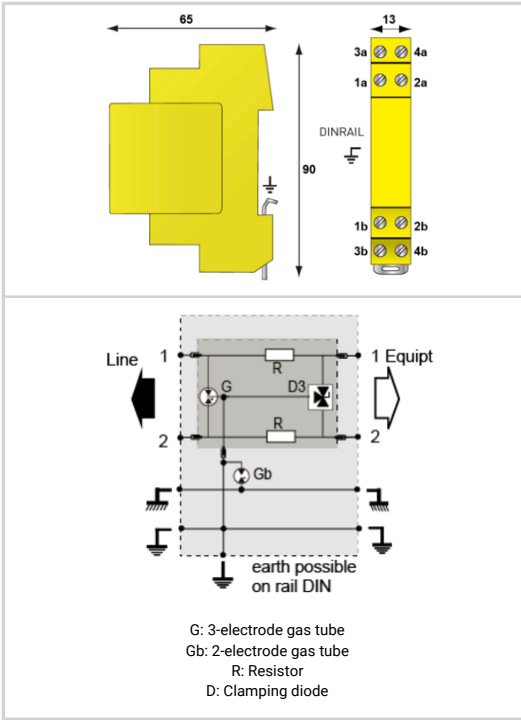 65
13
3a 4a
1a 2a
DINRAIL
90
1b 2b
3b 4b
Line 1 1 Equipt
R
G D3
R
2 2
Gb
earth possible
on rail DIN
G: 3-electrode gas tube
Gb: 2-electrode gas tube
R: Resistor
D: Clamping diode